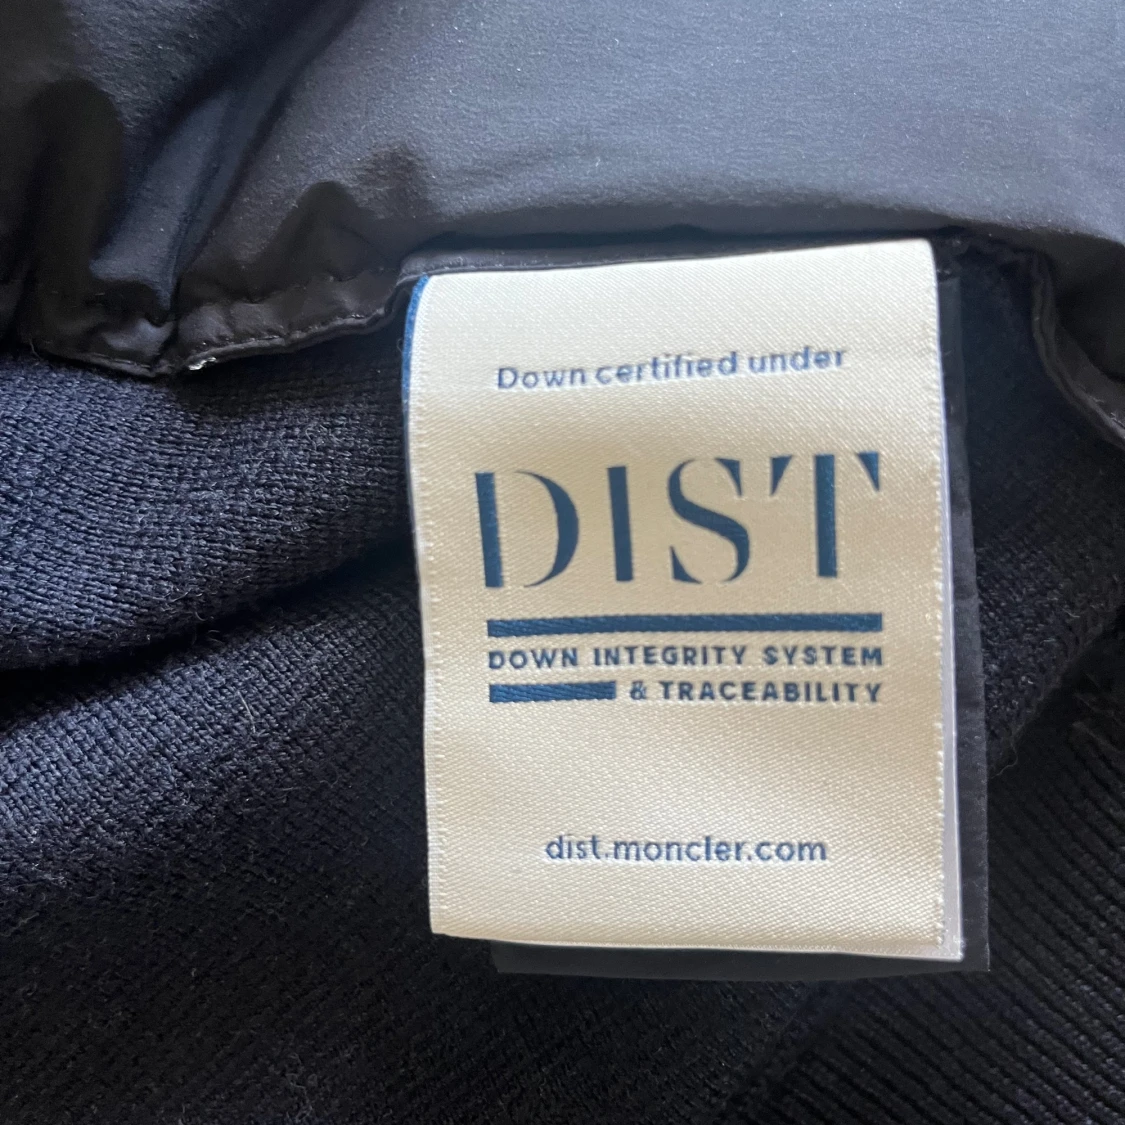 Down certified under
DIST
DOWN INTEGRITY SYSTEM
& TRACEABILITY
dist.moncler.com